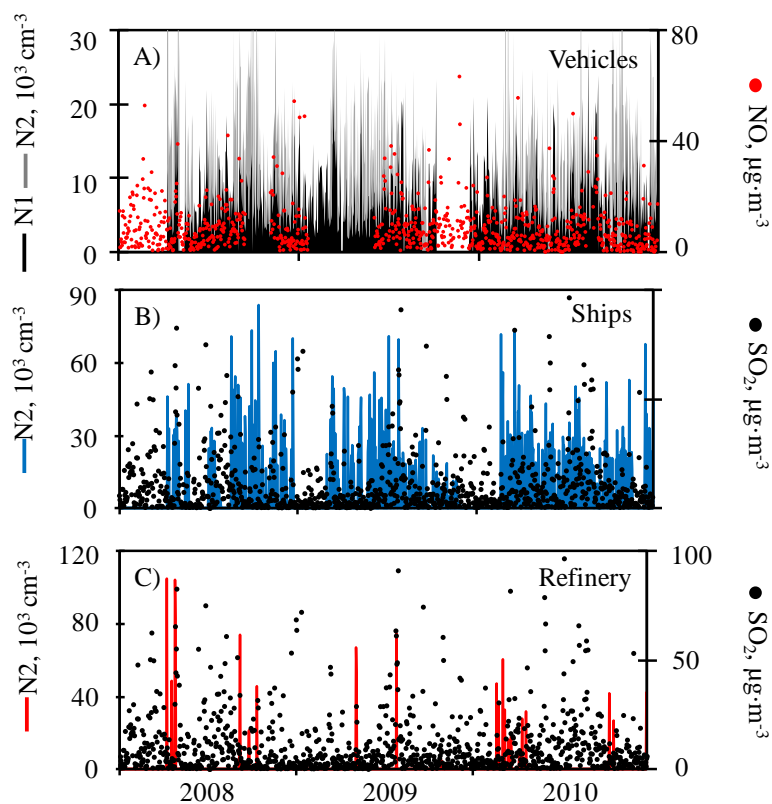 A)
Vehicles
N1 N2, 10³ cm⁻³
30
20
10
0
80
40
0
NO, µg·m⁻³
B)
Ships
N2, 10³ cm⁻³
90
60
30
0
SO₂, µg·m⁻³
C)
Refinery
N2, 10³ cm⁻³
120
80
40
0
100
50
0
SO₂, µg·m⁻³
2008 2009 2010